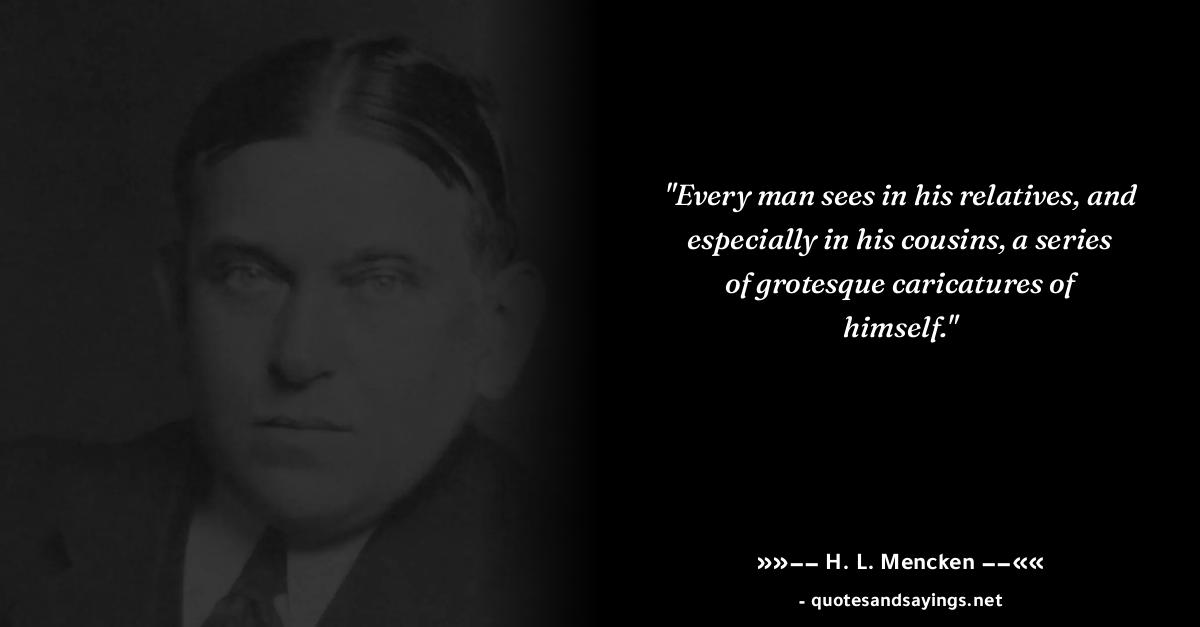 "Every man sees in his relatives, and
especially in his cousins, a series
of grotesque caricatures of
himself."
»»−− H. L. Mencken −−««
- quotesandsayings.net